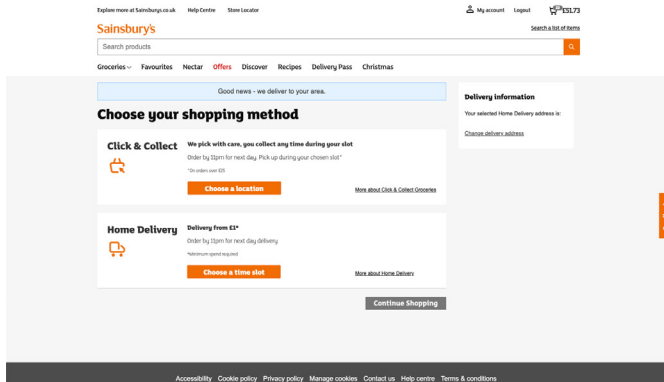 Explore more at Sainsburys.co.uk Help Centre Store Locator My account Logout £51.73
Sainsbury's Search a list of items
Search products
Groceries Favourites Nectar Offers Discover Recipes Delivery Pass Christmas
Good news - we deliver to your area.
Choose your shopping method
Click & Collect
We pick with care, you collect any time during your slot
Order by 11pm for next day. Pick up during your chosen slot*
*On orders over £25
Choose a location More about Click & Collect Groceries
Home Delivery
Delivery from £1*
Order by 11pm for next day delivery
*Minimum spend required
Choose a time slot More about Home Delivery
Continue Shopping
Delivery information
Your selected Home Delivery address is:
Change delivery address
Accessibility Cookie policy Privacy policy Manage cookies Contact us Help centre Terms & conditions